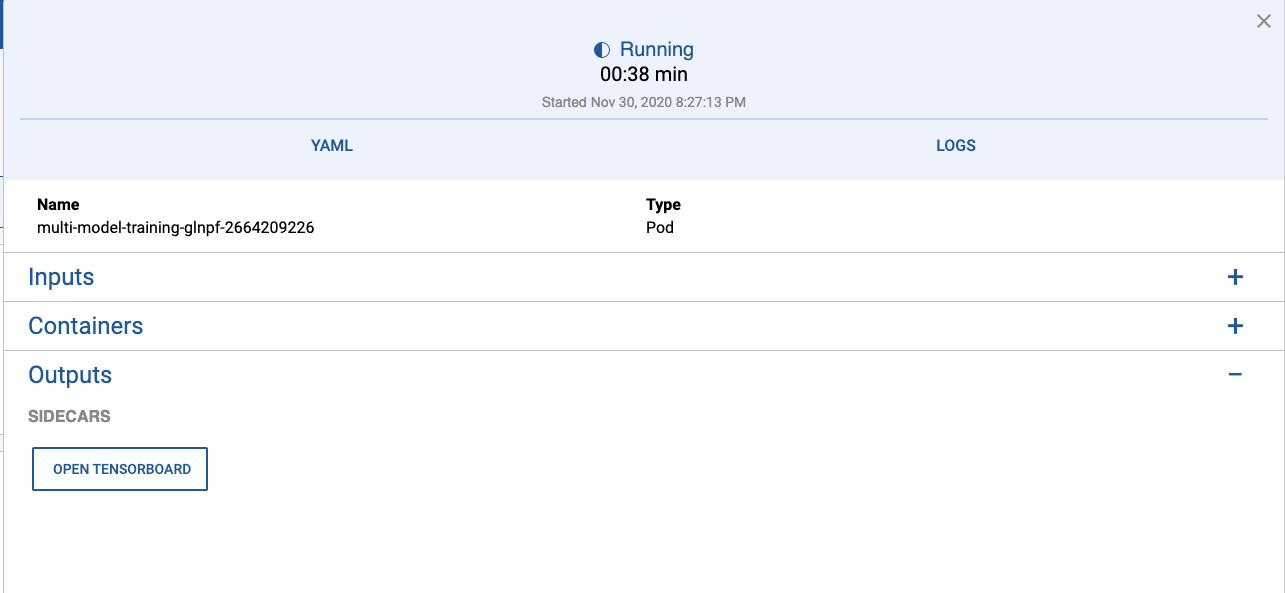 Running
00:38 min
Started Nov 30, 2020 8:27:13 PM
YAML
LOGS
Name
multi-model-training-glnpf-2664209226
Type
Pod
Inputs
Containers
Outputs
SIDECARS
OPEN TENSORBOARD